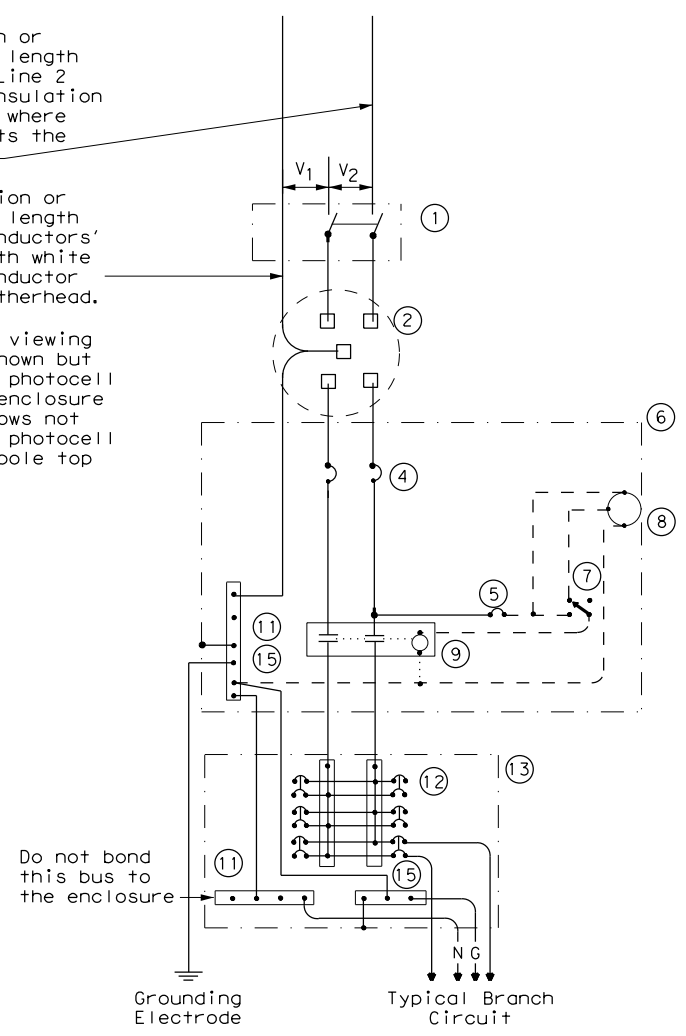 or
length
Line 2
nsulation
where
ts the
ion or
length
nductors'
th white
nductor
therhead.
viewing
hown but
photocell
enclosure
ows not
photocell
pole top
V1
V2
1
2
6
4
8
7
5
11
15
9
13
12
Do not bond
this bus to
the enclosure
11
15
N G
Grounding
Electrode
Typical Branch
Circuit